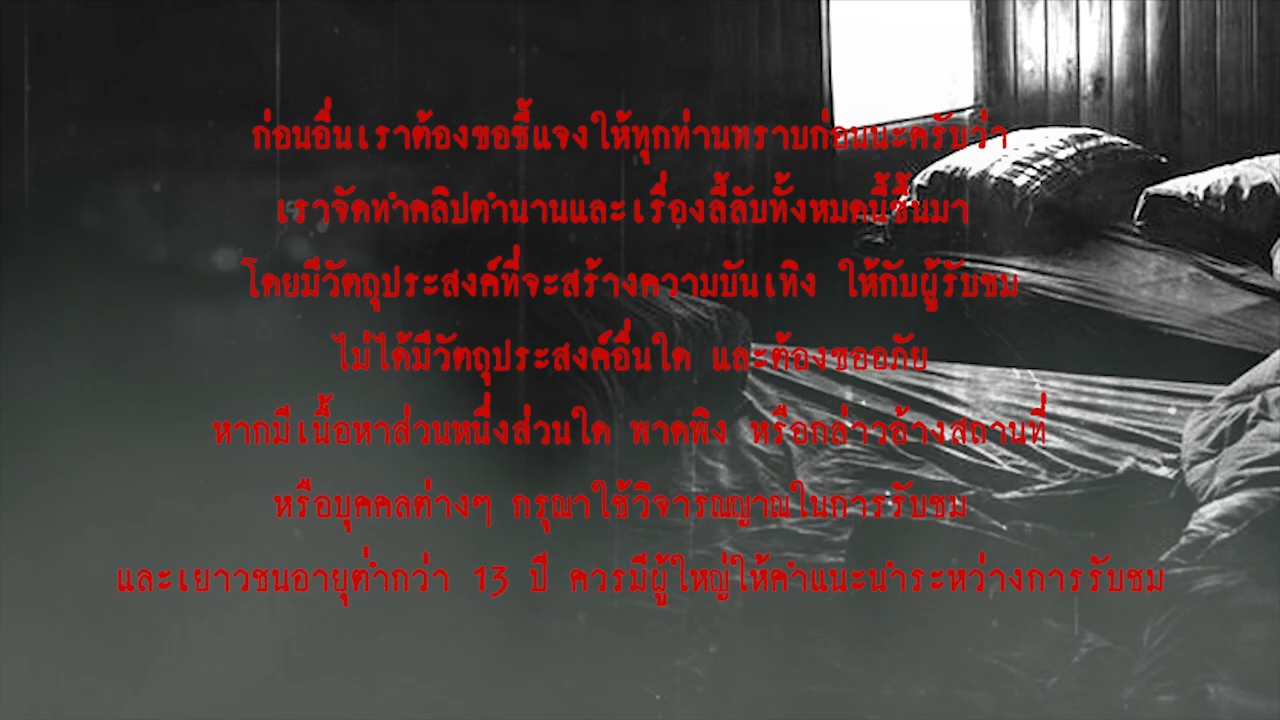 ก่อนอื่นเราต้องขอชี้แจงให้ทุกท่านทราบก่อนนะครับว่า
เราจัดทำคลิปตำนานและเรื่องลี้ลับทั้งหมดนี้ขึ้นมา
โดยมีวัตถุประสงค์ที่จะสร้างความบันเทิง ให้กับผู้รับชม
ไม่ได้มีวัตถุประสงค์อื่นใด และต้องขออภัย
หากมีเนื้อหาส่วนหนึ่งส่วนใด พาดพิง หรือกล่าวอ้างสถานที่
หรือบุคคลต่างๆ กรุณาใช้วิจารณญาณในการรับชม
และเยาวชนอายุต่ำกว่า 13 ปี ควรมีผู้ใหญ่ให้คำแนะนำระหว่างการรับชม